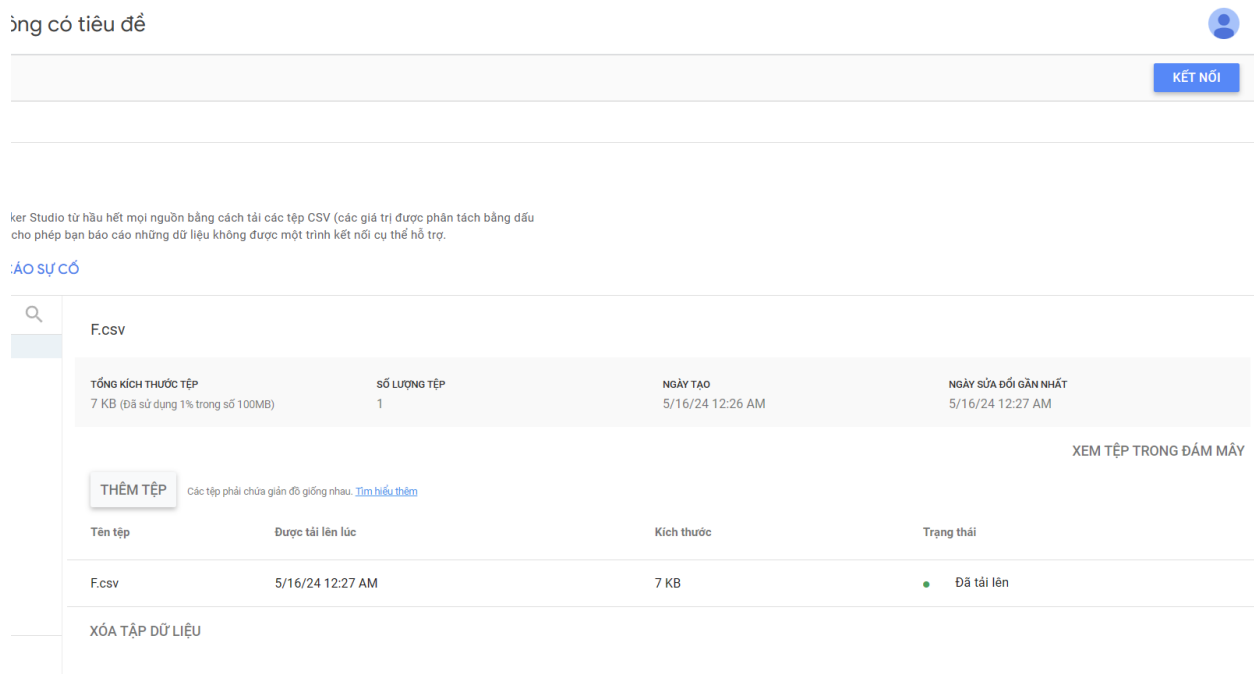 có tiêu đề
KẾT NỐI
Studio từ hầu hết mọi nguồn bằng cách tải các tệp CSV (các giá trị được phân tách bằng dấu
cho phép bạn báo cáo những dữ liệu không được một trình kết nối cụ thể hỗ trợ.
SỰ CỐ
F.csv
TỔNG KÍCH THƯỚC TỆP SỐ LƯỢNG TỆP NGÀY TẠO NGÀY SỬA ĐỔI GẦN NHẤT
7 KB (Đã sử dụng 1% trong số 100MB) 1 5/16/24 12:26 AM 5/16/24 12:27 AM
XEM TỆP TRONG ĐÁM MÂY
THÊM TỆP Các tệp phải chứa giản đồ giống nhau. Tìm hiểu thêm
Tên tệp Được tải lên lúc Kích thước Trạng thái
F.csv 5/16/24 12:27 AM 7 KB Đã tải lên
XÓA TẬP DỮ LIỆU